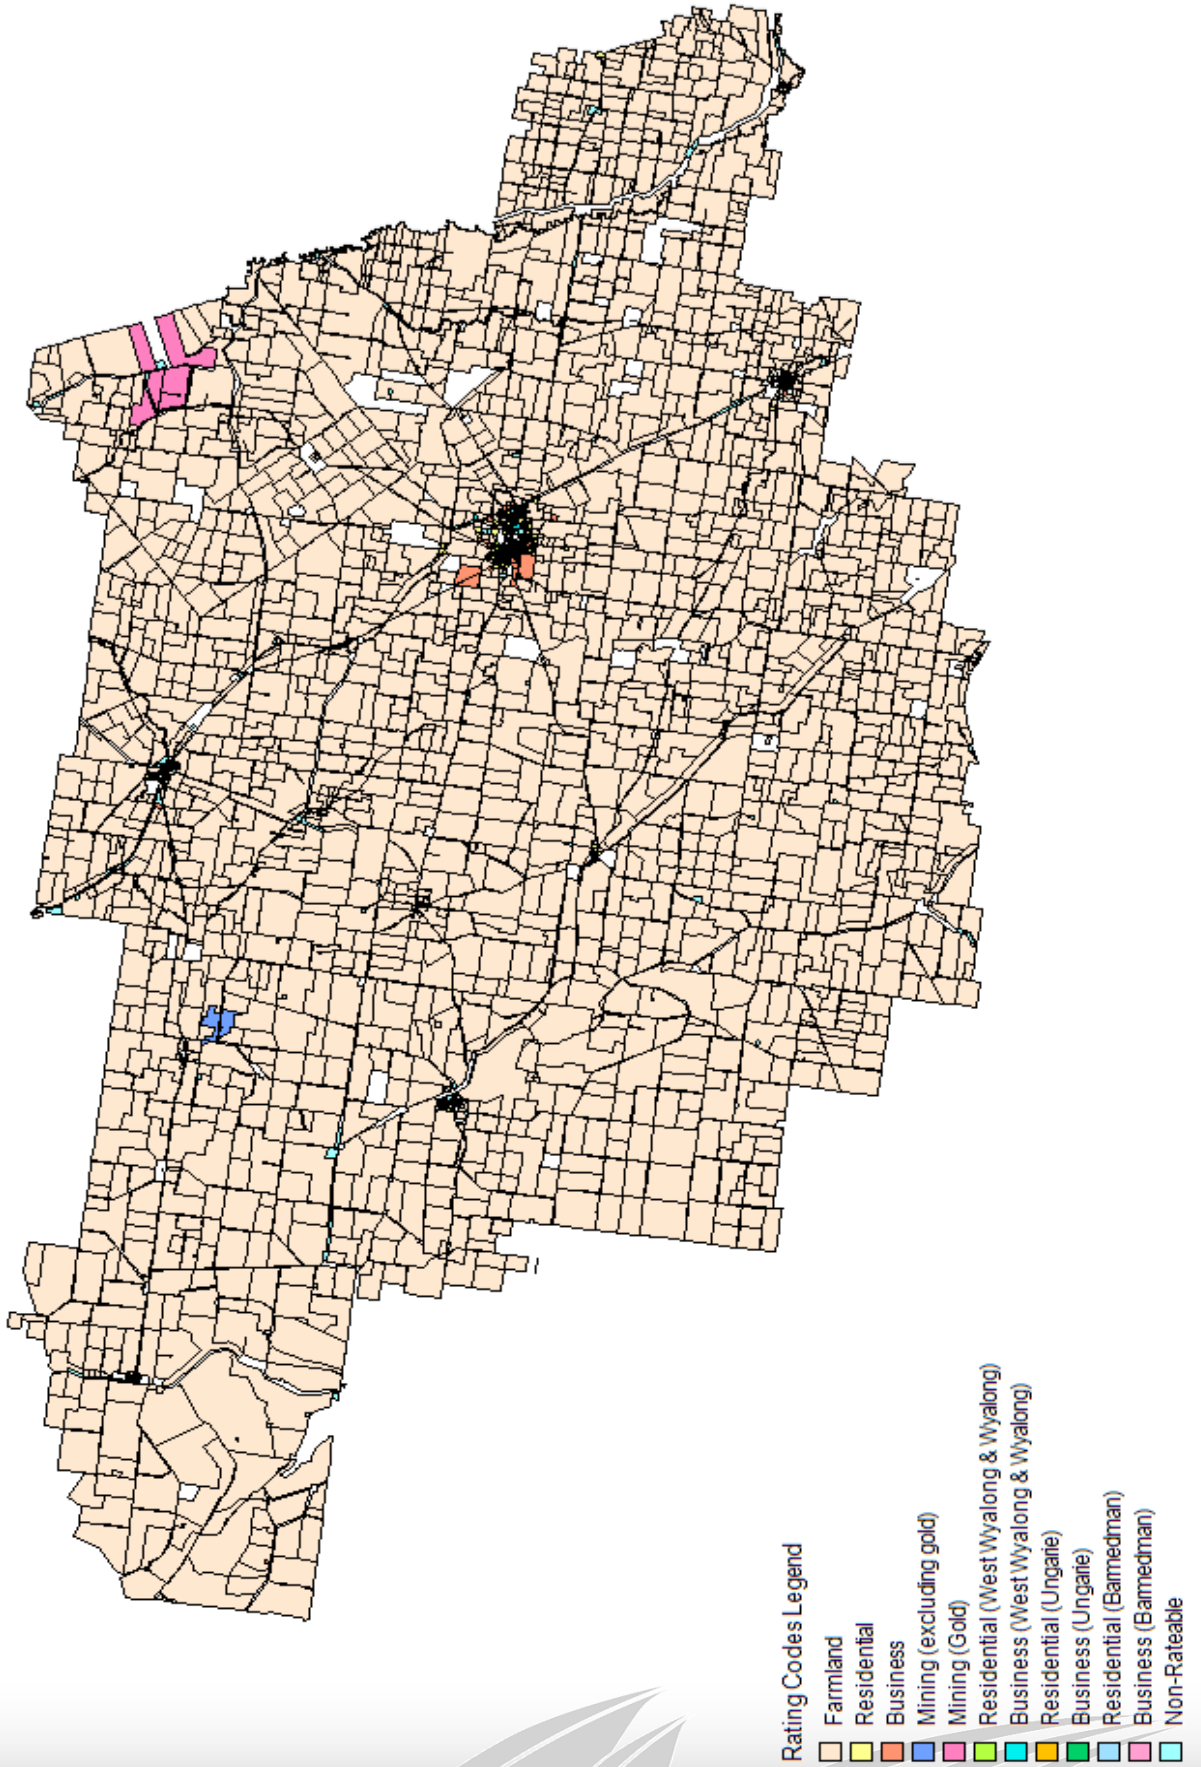 Rating Codes Legend
Farmland
Residential
Business
Mining (excluding gold)
Mining (Gold)
Residential (West Wyalong & Wyalong)
Business (West Wyalong & Wyalong)
Residential (Ungarie)
Business (Ungarie)
Residential (Barmedman)
Business (Barmedman)
Non-Rateable